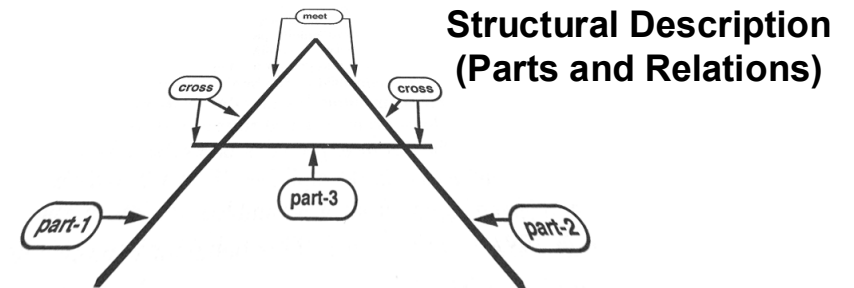 meet
Structural Description
(Parts and Relations)
cross
cross
part-3
part-1
part-2